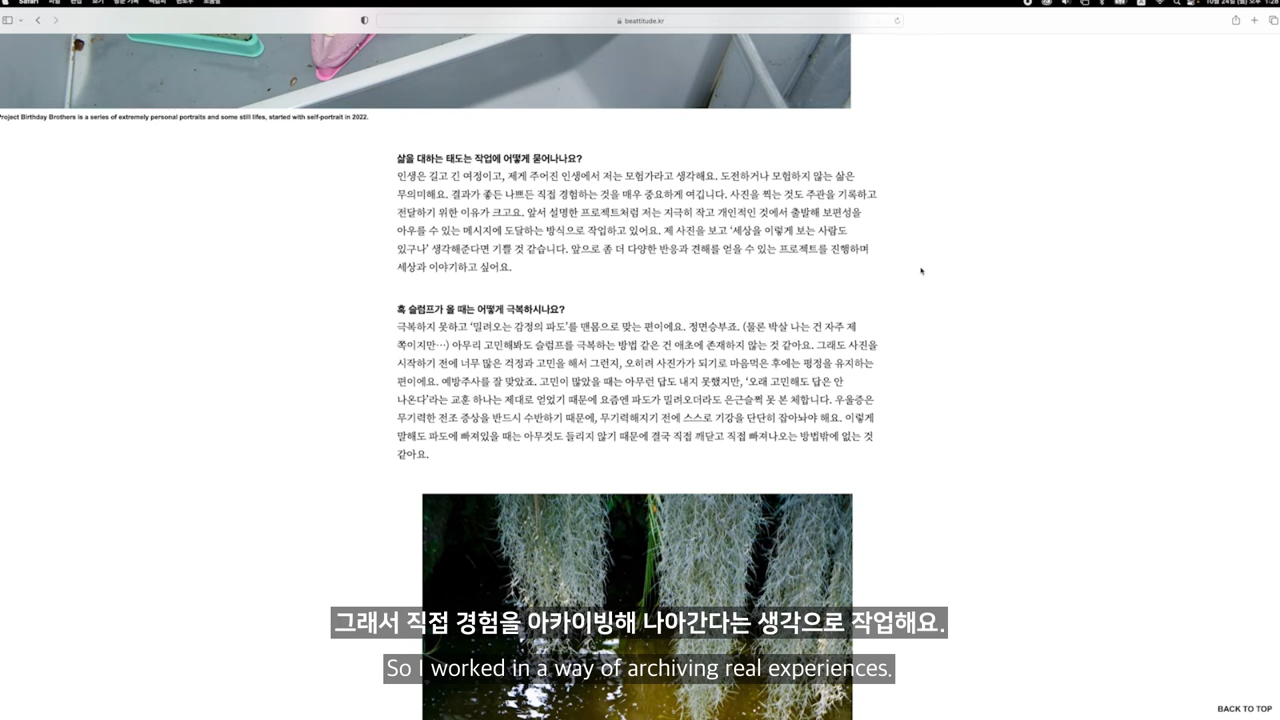 Safari
beattitude.kr
Project Birthday Brothers is a series of extremely personal portraits and some still lifes, started with self-portrait in 2022.
삶을 대하는 태도는 작업에 어떻게 묻어나나요?
인생은 길고 긴 여정이고, 제게 주어진 인생에서 저는 모험가라고 생각해요. 도전하거나 모험하지 않는 삶은
무의미해요. 결과가 좋든 나쁘든 직접 경험하는 것을 매우 중요하게 여깁니다. 사진을 찍는 것도 주관을 기록하고
전달하기 위한 이유가 크고요. 앞서 설명한 프로젝트처럼 저는 지극히 작고 개인적인 것에서 출발해 보편성을
아우를 수 있는 메시지에 도달하는 방식으로 작업하고 있어요. 제 사진을 보고 ‘세상을 이렇게 보는 사람도
있구나’ 생각해준다면 기쁠 것 같습니다. 앞으로 좀 더 다양한 반응과 견해를 얻을 수 있는 프로젝트를 진행하며
세상과 이야기하고 싶어요.
혹 슬럼프가 올 때는 어떻게 극복하시나요?
극복하지 못하고 ‘밀려오는 감정의 파도’를 맨몸으로 맞는 편이에요. 정면승부죠. (물론 박살 나는 건 자주 제
쪽이지만…) 아무리 고민해봐도 슬럼프를 극복하는 방법 같은 건 애초에 존재하지 않는 것 같아요. 그래도 사진을
시작하기 전에 너무 많은 걱정과 고민을 해서 그런지, 오히려 사진가가 되기로 마음먹은 후에는 평정을 유지하는
편이에요. 예방주사를 잘 맞았죠. 고민이 많았을 때는 아무런 답도 내지 못했지만, ‘오래 고민해도 답은 안
나온다’라는 교훈 하나는 제대로 얻었기 때문에 요즘엔 파도가 밀려오더라도 은근슬쩍 못 본 체합니다. 우울증은
무기력한 전조 증상을 반드시 수반하기 때문에, 무기력해지기 전에 스스로 기강을 단단히 잡아놔야 해요. 이렇게
말해도 파도에 빠져있을 때는 아무것도 들리지 않기 때문에 결국 직접 깨닫고 직접 빠져나오는 방법밖에 없는 것
같아요.
그래서 직접 경험을 아카이빙해 나아간다는 생각으로 작업해요.
So I worked in a way of archiving real experiences.
BACK TO TOP